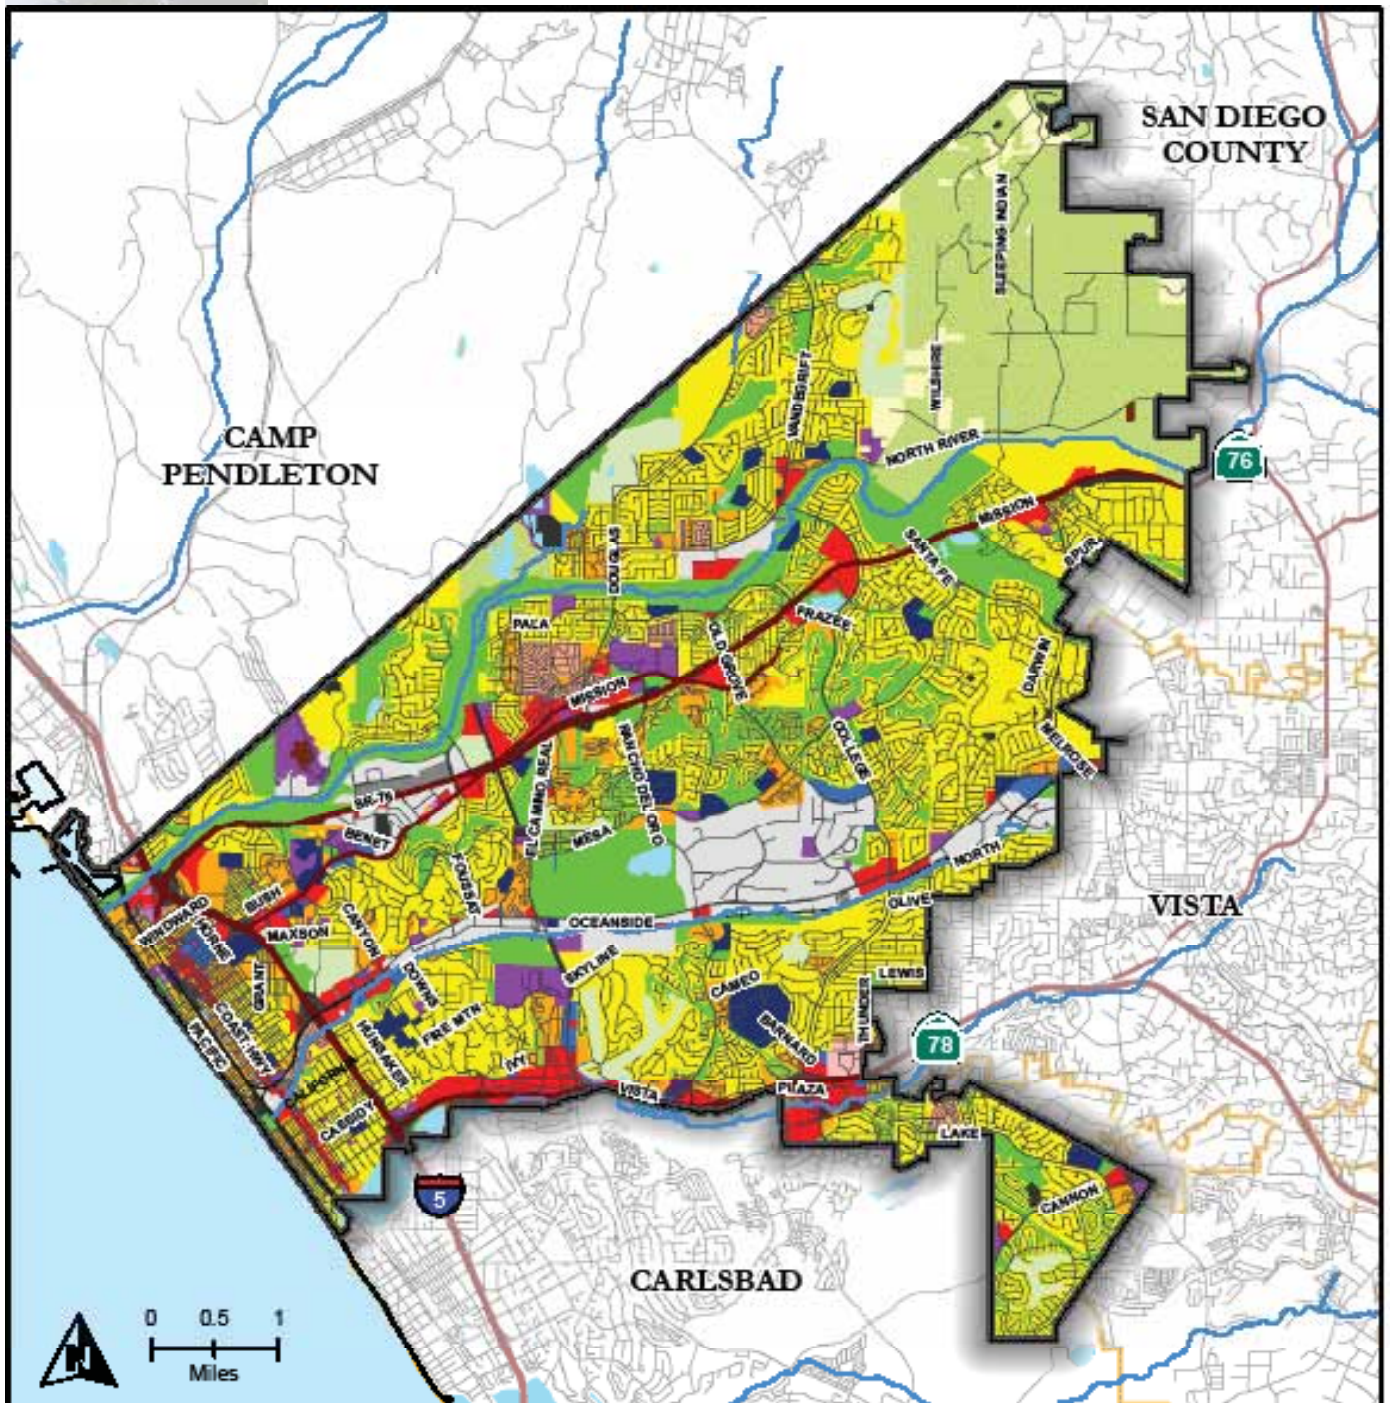 SAN DIEGO
COUNTY
SLEEPING INDIAN
CAMP
PENDLETON
VANDEGRIFT
WILSHIRE
NORTH RIVER
76
MISSION
DOUGLAS
SANTA FE
SPUR
PALA
FRAZEE
OLD GROVE
DARWIN
MISSION
COLLEGE
MELROSE
RANCHO DEL ORO
EL CAMINO REAL
SR-76
BENET
MESA
NORTH
FOUSSAT
OLIVE
VISTA
BUSH
WINDWARD
HORNE
MAXSON
CANYON
OCEANSIDE
SKYLINE
LEWIS
GRANT
DOWNS
CAMEO
THUNDER
COAST HWY
PACIFIC
HUNSAKER
FIRE MTN
BARNARD
78
IVY
CALIFORNIA
CASSIDY
VISTA
PLAZA
LAKE
5
CANNON
CARLSBAD
0 0.5 1
Miles
N